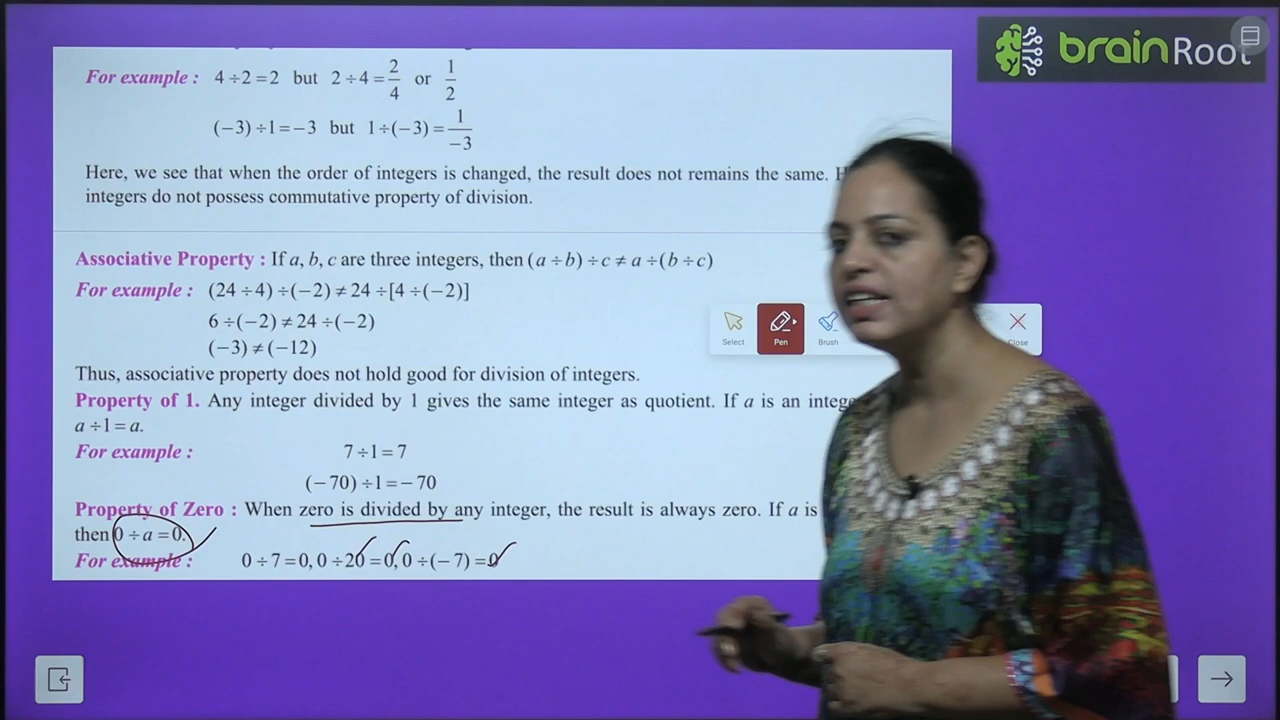 brainRoot
For example : 4 ÷ 2 = 2 but 2 ÷ 4 = 2/4 or 1/2
(−3) ÷ 1 = −3 but 1 ÷ (−3) = 1/−3
Here, we see that when the order of integers is changed, the result does not remains the same.
integers do not possess commutative property of division.
Associative Property : If a, b, c are three integers, then (a ÷ b) ÷ c ≠ a ÷ (b ÷ c)
For example : (24 ÷ 4) ÷ (−2) ≠ 24 ÷ [4 ÷ (−2)]
6 ÷ (−2) ≠ 24 ÷ (−2)
(−3) ≠ (−12)
Select Pen Brush Close
Thus, associative property does not hold good for division of integers.
Property of 1. Any integer divided by 1 gives the same integer as quotient. If a is an
a ÷ 1 = a.
For example : 7 ÷ 1 = 7
(−70) ÷ 1 = −70
Property of Zero : When zero is divided by any integer, the result is always zero. If a is
then 0 ÷ a = 0.
For example : 0 ÷ 7 = 0, 0 ÷ 20 = 0, 0 ÷ (−7) = 0